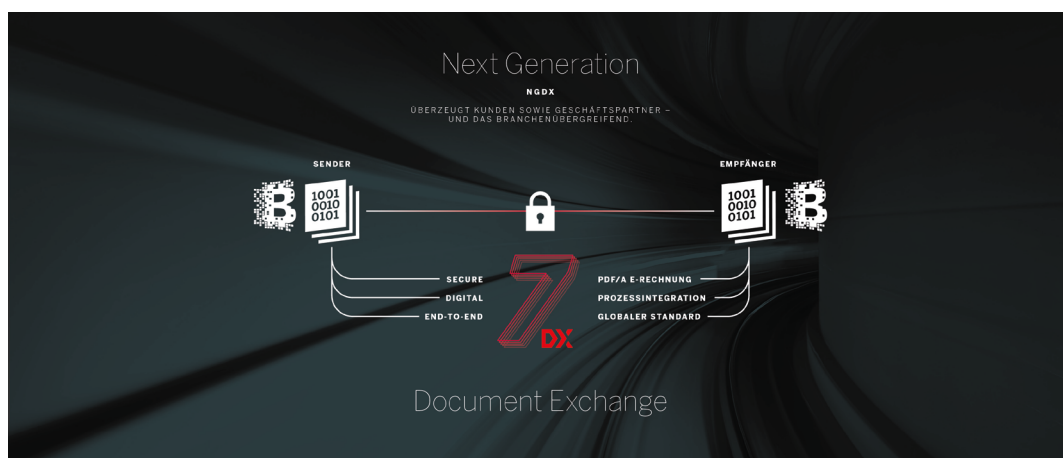 Next Generation
NGDX
ÜBERZEUGT KUNDEN SOWIE GESCHÄFTSPARTNER –
UND DAS BRANCHENÜBERGREIFEND.
SENDER
EMPFÄNGER
B
1001
0010
0101
1001
0010
0101
B
SECURE
DIGITAL
END-TO-END
7
DX
PDF/A E-RECHNUNG
PROZESSINTEGRATION
GLOBALER STANDARD
Document Exchange